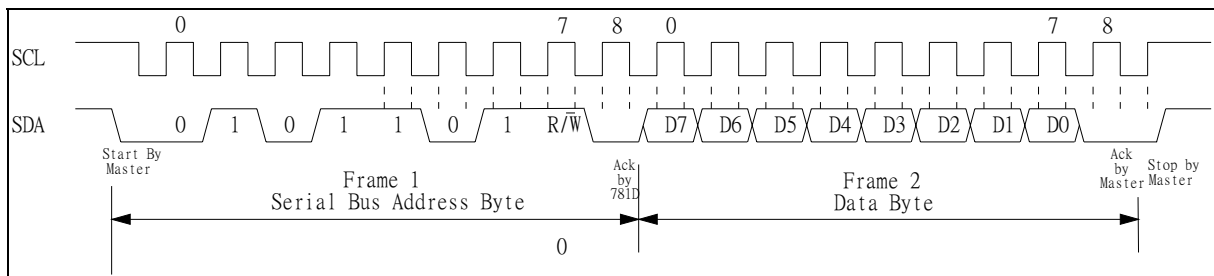 0 7 8 0 7 8
SCL
SDA 0 1 0 1 1 0 1 R/W̅ D7 D6 D5 D4 D3 D2 D1 D0
Start By
Master
Ack
by
781D
Ack
by
Master
Stop by
Master
Frame 1
Serial Bus Address Byte
Frame 2
Data Byte
0